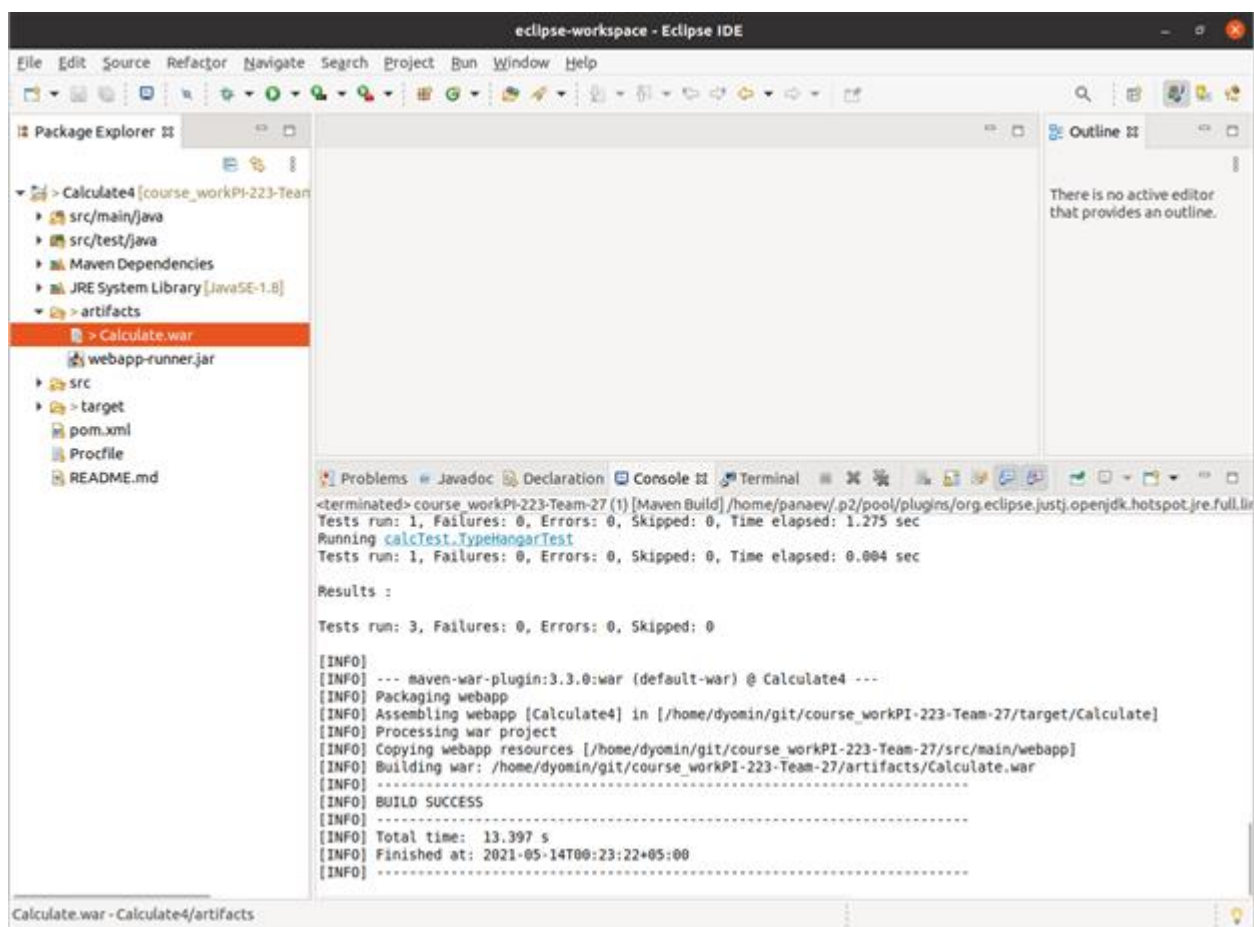 eclipse-workspace - Eclipse IDE
File Edit Source Refactor Navigate Search Project Run Window Help
Package Explorer
Outline
> Calculate4 [course_workPI-223-Team
src/main/java
src/test/java
Maven Dependencies
JRE System Library [JavaSE-1.8]
> artifacts
> Calculate.war
webapp-runner.jar
src
> target
pom.xml
Procfile
README.md
There is no active editor
that provides an outline.
Problems Javadoc Declaration Console Terminal
<terminated> course_workPI-223-Team-27 (1) [Maven Build] /home/panaev/.p2/pool/plugins/org.eclipse.justj.openjdk.hotspot.jre.full.lin
Tests run: 1, Failures: 0, Errors: 0, Skipped: 0, Time elapsed: 1.275 sec
Running calcTest.TypeHangarTest
Tests run: 1, Failures: 0, Errors: 0, Skipped: 0, Time elapsed: 0.004 sec
Results :
Tests run: 3, Failures: 0, Errors: 0, Skipped: 0
[INFO]
[INFO] --- maven-war-plugin:3.3.0:war (default-war) @ Calculate4 ---
[INFO] Packaging webapp
[INFO] Assembling webapp [Calculate4] in [/home/dyomin/git/course_workPI-223-Team-27/target/Calculate]
[INFO] Processing war project
[INFO] Copying webapp resources [/home/dyomin/git/course_workPI-223-Team-27/src/main/webapp]
[INFO] Building war: /home/dyomin/git/course_workPI-223-Team-27/artifacts/Calculate.war
[INFO] ------------------------------------------------------------------------
[INFO] BUILD SUCCESS
[INFO] ------------------------------------------------------------------------
[INFO] Total time:  13.397 s
[INFO] Finished at: 2021-05-14T00:23:22+05:00
[INFO] ------------------------------------------------------------------------
Calculate.war - Calculate4/artifacts